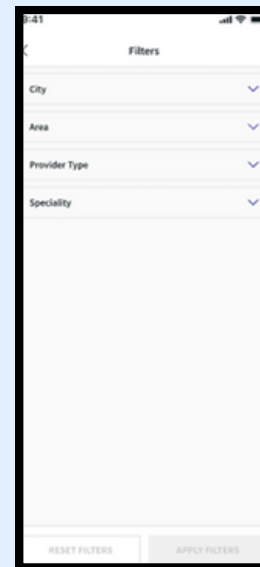 9:41
Filters
City
Area
Provider Type
Speciality
RESET FILTERS
APPLY FILTERS